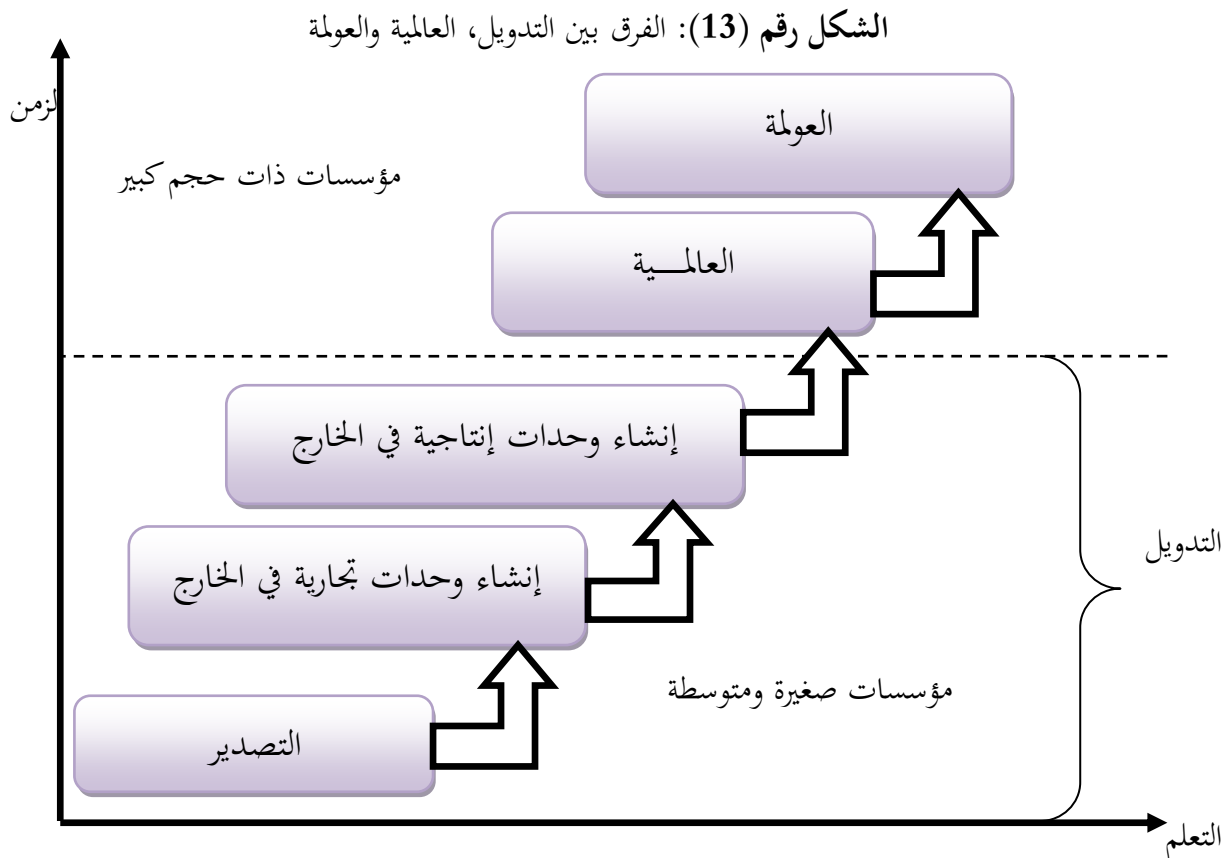 الشكل رقم (13): الفرق بين التدويل، العالمية والعولمة
لزمن
العولمة
مؤسسات ذات حجم كبير
العالمـــية
إنشاء وحدات إنتاجية في الخارج
التدويل
إنشاء وحدات تجارية في الخارج
مؤسسات صغيرة ومتوسطة
التصدير
التعلم